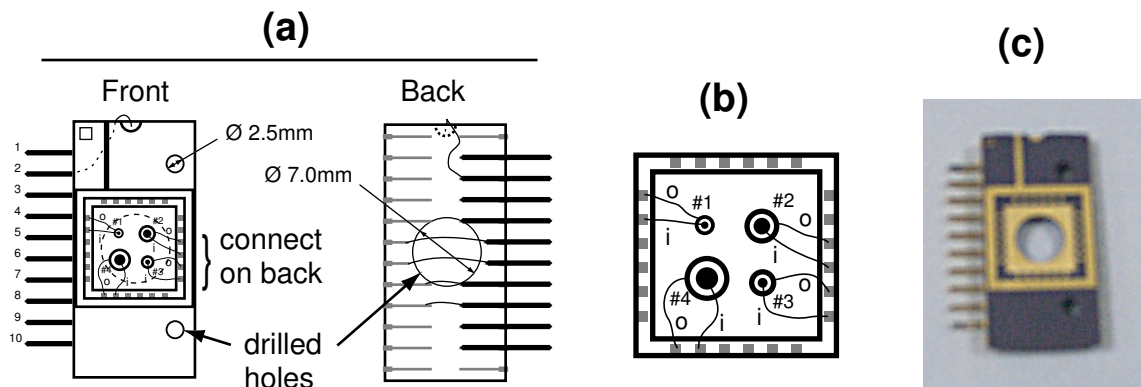 (a)
Front
Back
Ø 2.5mm
Ø 7.0mm
1
2
3
4
5
6
7
8
9
10
o
#1
i
#2
o
i
#4
o
i
i
#3
o
connect
on back
drilled
holes
(b)
o
#1
i
#2
o
i
#4
o
i
i
#3
o
(c)